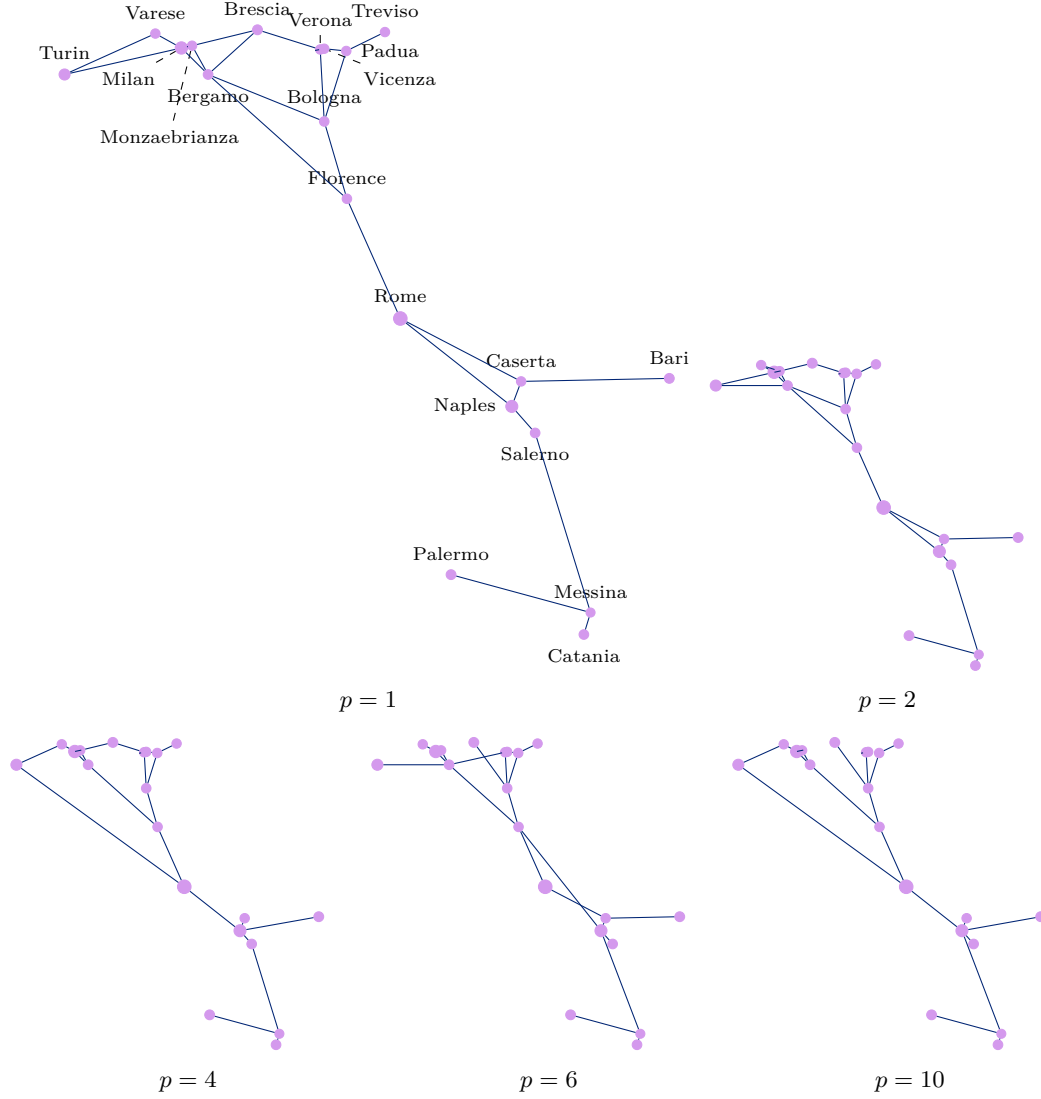 Brescia
Treviso
Varese
Verona
Turin
Padua
Milan
Vicenza
Bergamo
Bologna
Monzaebrianza
Florence
Rome
Caserta
Bari
Naples
Salerno
Palermo
Messina
Catania
p = 1
p = 2
p = 4
p = 6
p = 10